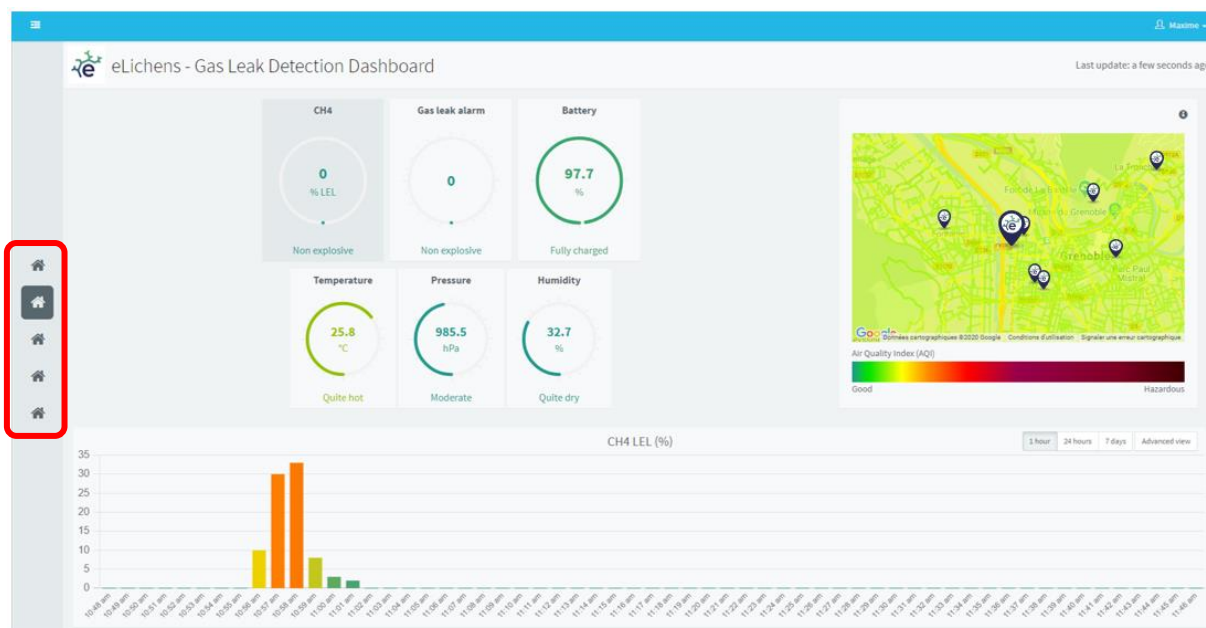 Maxime
eLichens - Gas Leak Detection Dashboard
Last update: a few seconds ago
CH4
0
% LEL
Non explosive
Gas leak alarm
0
Non explosive
Battery
97.7
%
Fully charged
Temperature
25.8
°C
Quite hot
Pressure
985.5
hPa
Moderate
Humidity
32.7
%
Quite dry
Fort de La Bastille
Grenoble
Parc Paul
Mistral
Google
Données cartographiques ©2020 Google
Conditions d'utilisation
Signaler une erreur cartographique
Air Quality Index (AQI)
Good
Hazardous
CH4 LEL (%)
1 hour
24 hours
7 days
Advanced view
35
30
25
20
15
10
5
0
10:48 am
10:49 am
10:50 am
10:51 am
10:52 am
10:53 am
10:54 am
10:55 am
10:56 am
10:57 am
10:58 am
10:59 am
11:00 am
11:01 am
11:02 am
11:03 am
11:04 am
11:05 am
11:06 am
11:07 am
11:08 am
11:09 am
11:10 am
11:11 am
11:12 am
11:13 am
11:14 am
11:15 am
11:16 am
11:17 am
11:18 am
11:19 am
11:20 am
11:21 am
11:22 am
11:23 am
11:24 am
11:25 am
11:26 am
11:27 am
11:28 am
11:29 am
11:30 am
11:31 am
11:32 am
11:33 am
11:34 am
11:35 am
11:36 am
11:37 am
11:38 am
11:39 am
11:40 am
11:41 am
11:42 am
11:43 am
11:44 am
11:45 am
11:46 am